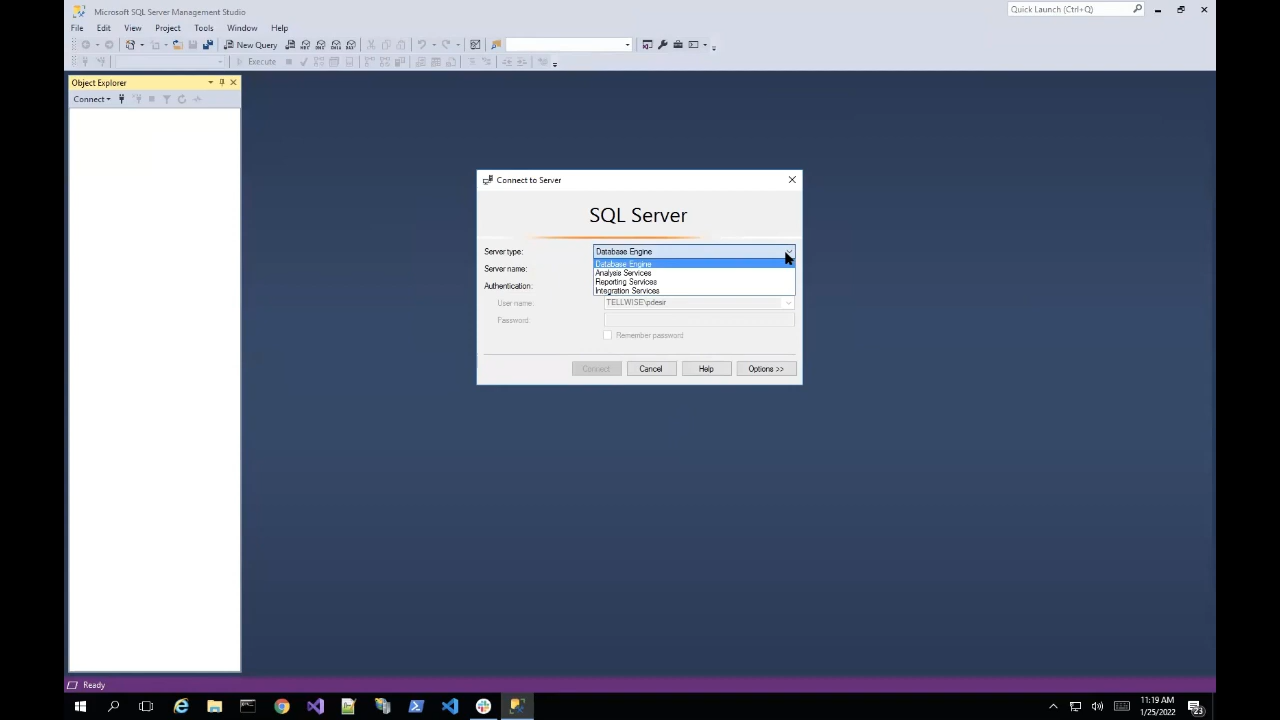 Microsoft SQL Server Management Studio
Quick Launch (Ctrl+Q)
File Edit View Project Tools Window Help
New Query
Execute
Object Explorer
Connect
Connect to Server
SQL Server
Server type: Database Engine
Database Engine
Server name:
Analysis Services
Reporting Services
Authentication:
Integration Services
User name: TELLWISE\pdesir
Password:
Remember password
Connect Cancel Help Options >>
Ready
11:19 AM
1/25/2022